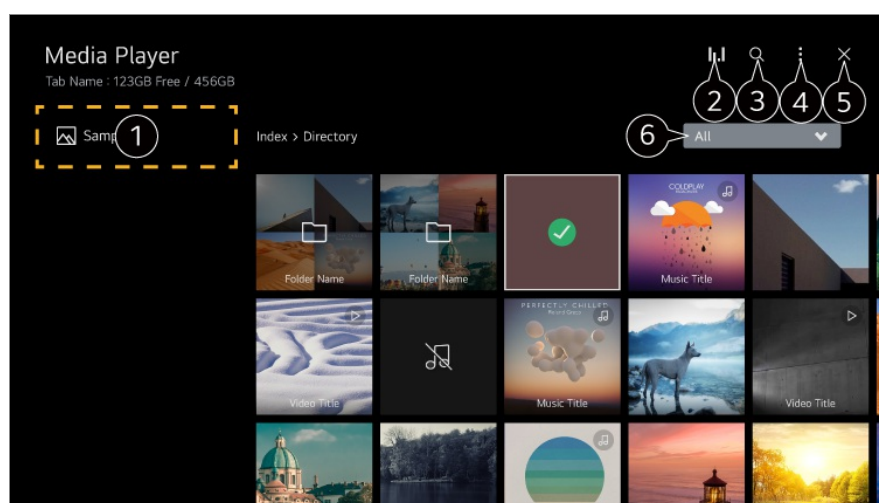 Media Player
Tab Name : 123GB Free / 456GB
2 3 4 5
Samp
1
Index > Directory
6
All
Folder Name
Folder Name
COLDPLAY
Music Title
Video Title
PERFECTLY CHILLED
Music Title
Video Title